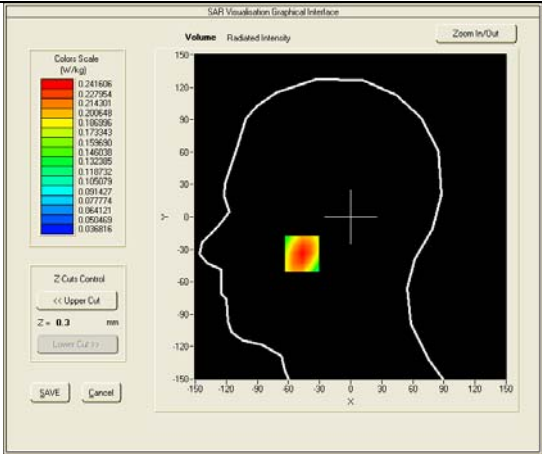 SAR Visualisation Graphical Interface
Volume Radiated Intensity
Zoom In/Out
Colors Scale
(W/kg)
0.241606
0.227954
0.214301
0.200648
0.186996
0.173343
0.159690
0.146038
0.132385
0.118732
0.105079
0.091427
0.077774
0.064121
0.050469
0.036816
Z-Cuts Control
<< Upper Cut
Z = 0.3 mm
Lower Cut >>
SAVE Cancel
150-
120-
90-
60-
30-
0-
-30-
-60-
-90-
-120-
-150-
Y
-150 -120 -90 -60 -30 0 30 60 90 120 150
X